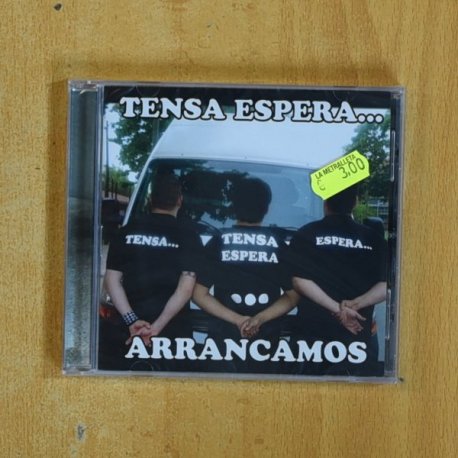 TENSA ESPERA...
LA METRALLETA
€ 3,00
TENSA...
TENSA
ESPERA
...
ESPERA...
ARRANCAMOS